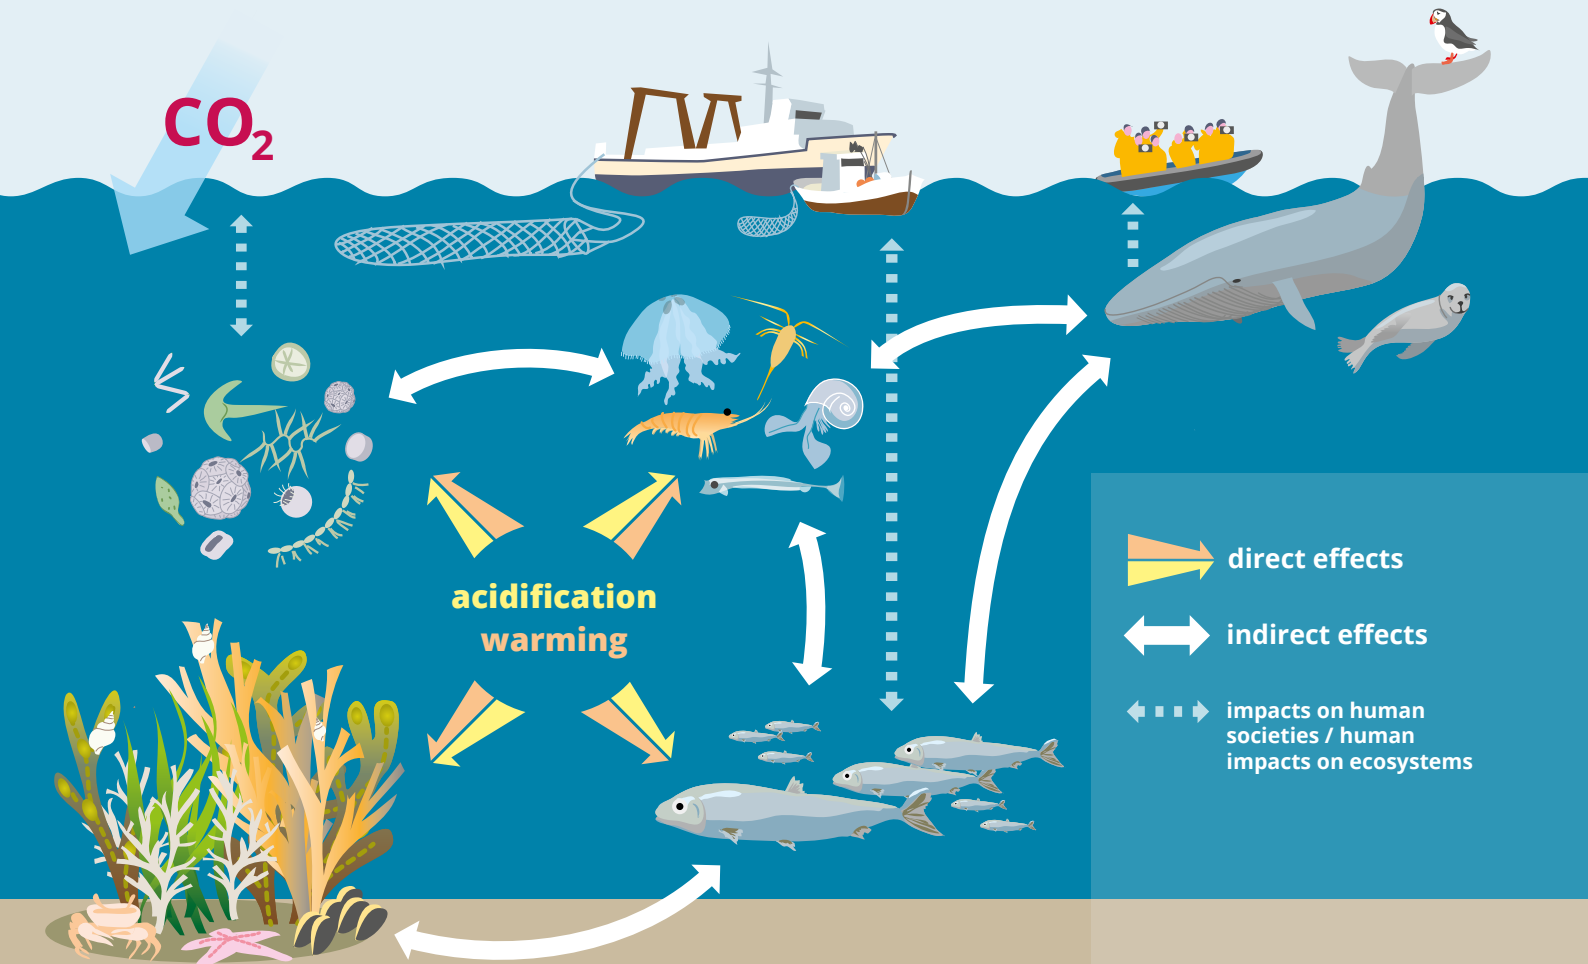 CO₂
acidification
warming
direct effects
indirect effects
impacts on human
societies / human
impacts on ecosystems